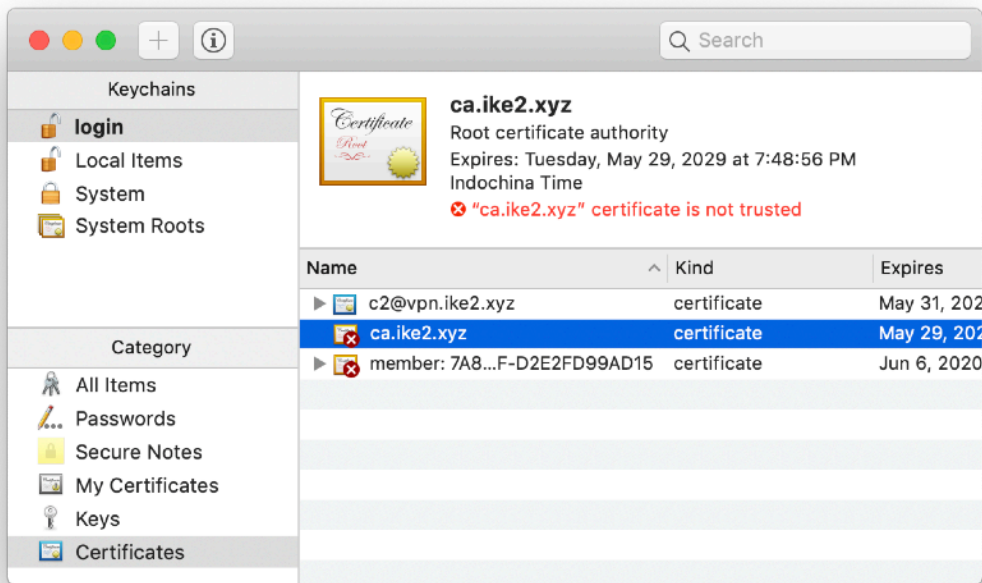 Search
Keychains
login
Local Items
System
System Roots
Category
All Items
Passwords
Secure Notes
My Certificates
Keys
Certificates
Certificate
Root
ca.ike2.xyz
Root certificate authority
Expires: Tuesday, May 29, 2029 at 7:48:56 PM
Indochina Time
"ca.ike2.xyz" certificate is not trusted
Name Kind Expires
c2@vpn.ike2.xyz certificate May 31, 202
ca.ike2.xyz certificate May 29, 202
member: 7A8...F-D2E2FD99AD15 certificate Jun 6, 2020